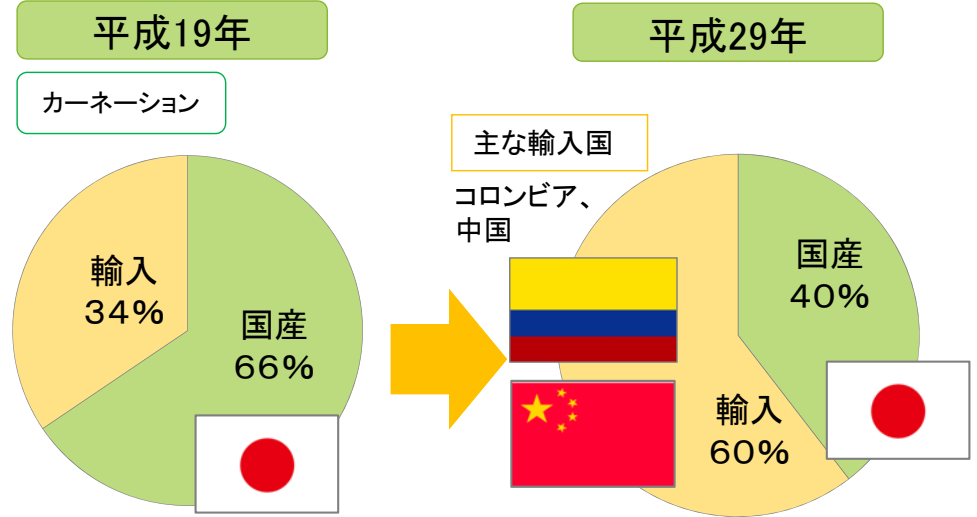 平成19年
平成29年
カーネーション
主な輸入国
コロンビア、
中国
輸入
34%
国産
66%
国産
40%
輸入
60%